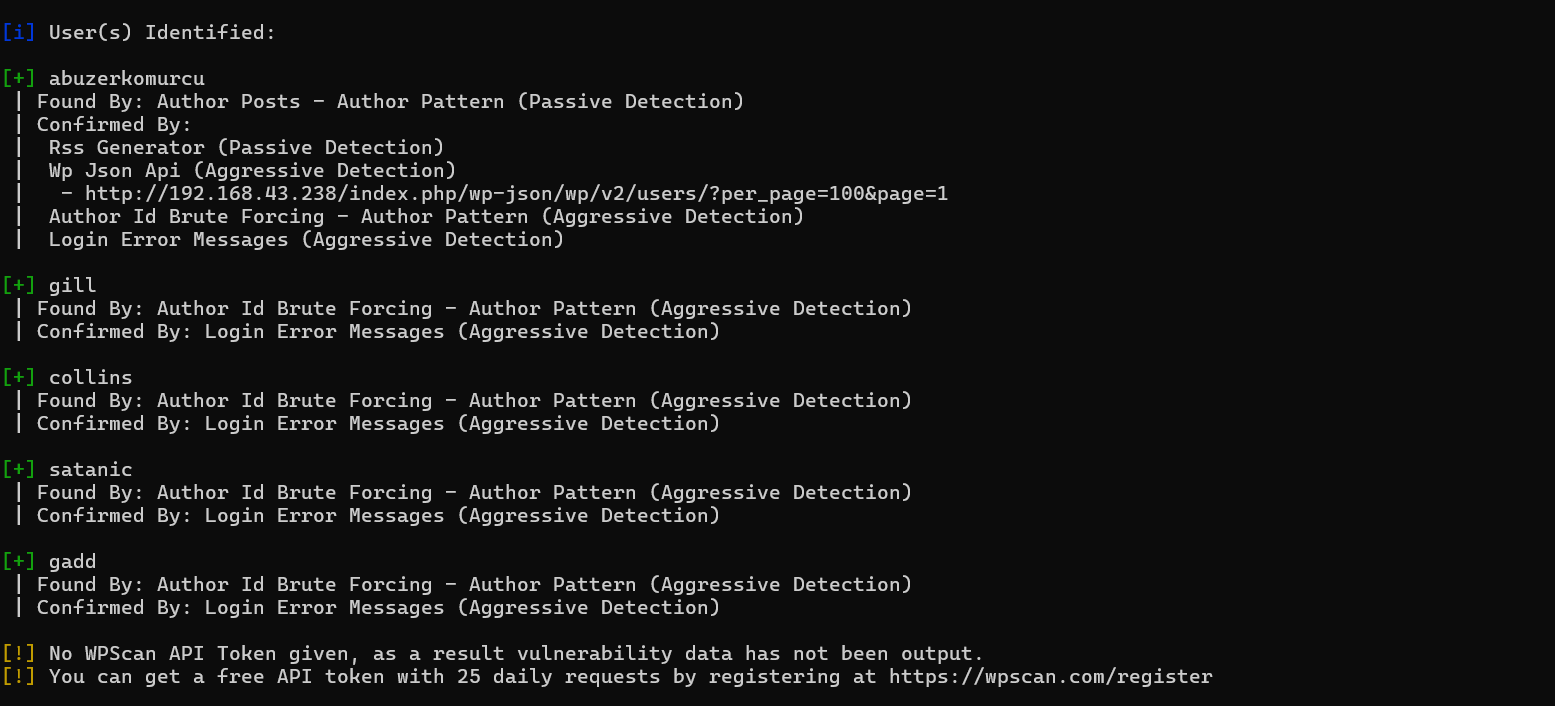 [i] User(s) Identified:
[+] abuzerkomurcu
| Found By: Author Posts - Author Pattern (Passive Detection)
| Confirmed By:
|  Rss Generator (Passive Detection)
|  Wp Json Api (Aggressive Detection)
|   - http://192.168.43.238/index.php/wp-json/wp/v2/users/?per_page=100&page=1
|  Author Id Brute Forcing - Author Pattern (Aggressive Detection)
|  Login Error Messages (Aggressive Detection)
[+] gill
| Found By: Author Id Brute Forcing - Author Pattern (Aggressive Detection)
| Confirmed By: Login Error Messages (Aggressive Detection)
[+] collins
| Found By: Author Id Brute Forcing - Author Pattern (Aggressive Detection)
| Confirmed By: Login Error Messages (Aggressive Detection)
[+] satanic
| Found By: Author Id Brute Forcing - Author Pattern (Aggressive Detection)
| Confirmed By: Login Error Messages (Aggressive Detection)
[+] gadd
| Found By: Author Id Brute Forcing - Author Pattern (Aggressive Detection)
| Confirmed By: Login Error Messages (Aggressive Detection)
[!] No WPScan API Token given, as a result vulnerability data has not been output.
[!] You can get a free API token with 25 daily requests by registering at https://wpscan.com/register